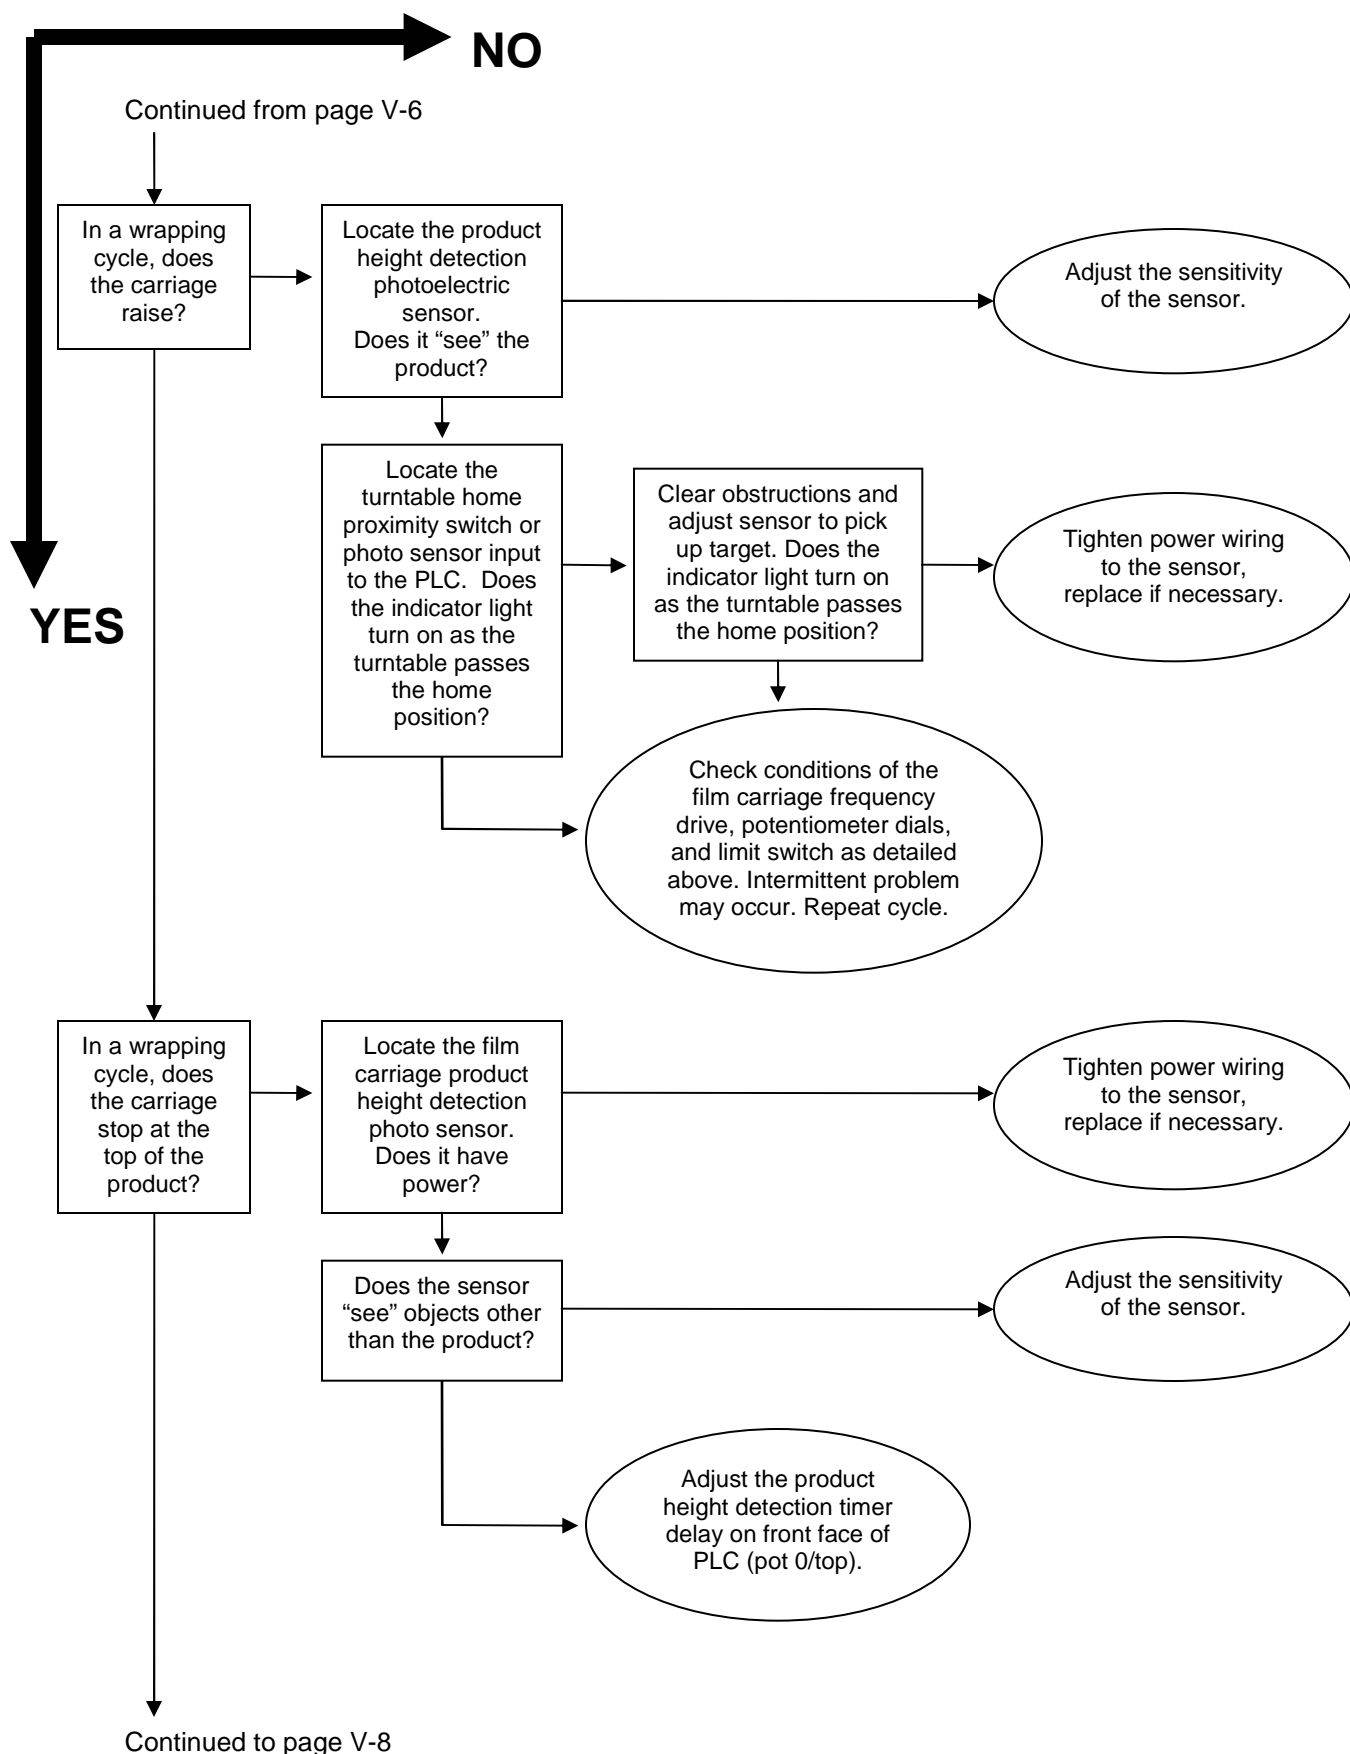 NO
Continued from page V-6
In a wrapping
cycle, does
the carriage
raise?
Locate the product
height detection
photoelectric
sensor.
Does it “see” the
product?
Adjust the sensitivity
of the sensor.
Locate the
turntable home
proximity switch or
photo sensor input
to the PLC.  Does
the indicator light
turn on as the
turntable passes
the home
position?
Clear obstructions and
adjust sensor to pick
up target. Does the
indicator light turn on
as the turntable passes
the home position?
Tighten power wiring
to the sensor,
replace if necessary.
YES
Check conditions of the
film carriage frequency
drive, potentiometer dials,
and limit switch as detailed
above. Intermittent problem
may occur. Repeat cycle.
In a wrapping
cycle, does
the carriage
stop at the
top of the
product?
Locate the film
carriage product
height detection
photo sensor.
Does it have
power?
Tighten power wiring
to the sensor,
replace if necessary.
Does the sensor
“see” objects other
than the product?
Adjust the sensitivity
of the sensor.
Adjust the product
height detection timer
delay on front face of
PLC (pot 0/top).
Continued to page V-8